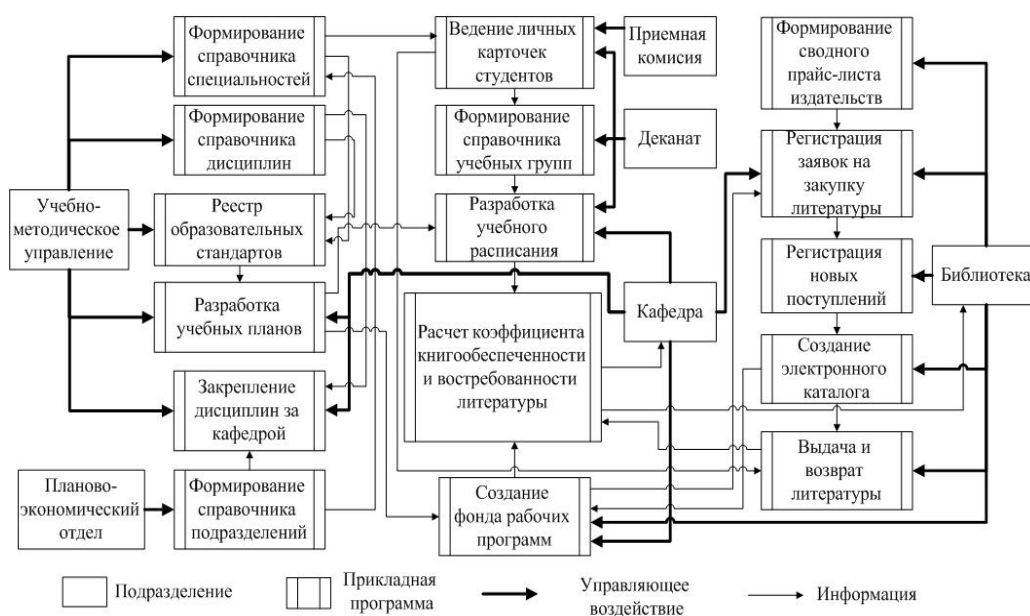 Формирование
справочника
специальностей
Ведение личных
карточек
студентов
Приемная
комисия
Формирование
сводного
прайс-листа
издательств
Формирование
справочника
дисциплин
Формирование
справочника
учебных групп
Деканат
Регистрация
заявок на
закупку
литературы
Учебно-
методическое
управление
Реестр
образовательных
стандартов
Разработка
учебного
расписания
Регистрация
новых
поступлений
Библиотека
Разработка
учебных планов
Расчет коэффициента
книгообеспеченности
и востребованности
литературы
Кафедра
Создание
электронного
каталога
Закрепление
дисциплин за
кафедрой
Выдача и
возврат
литературы
Планово-
экономический
отдел
Формирование
справочника
подразделений
Создание
фонда рабочих
программ
Подразделение
Прикладная
программа
Управляющее
воздействие
Информация